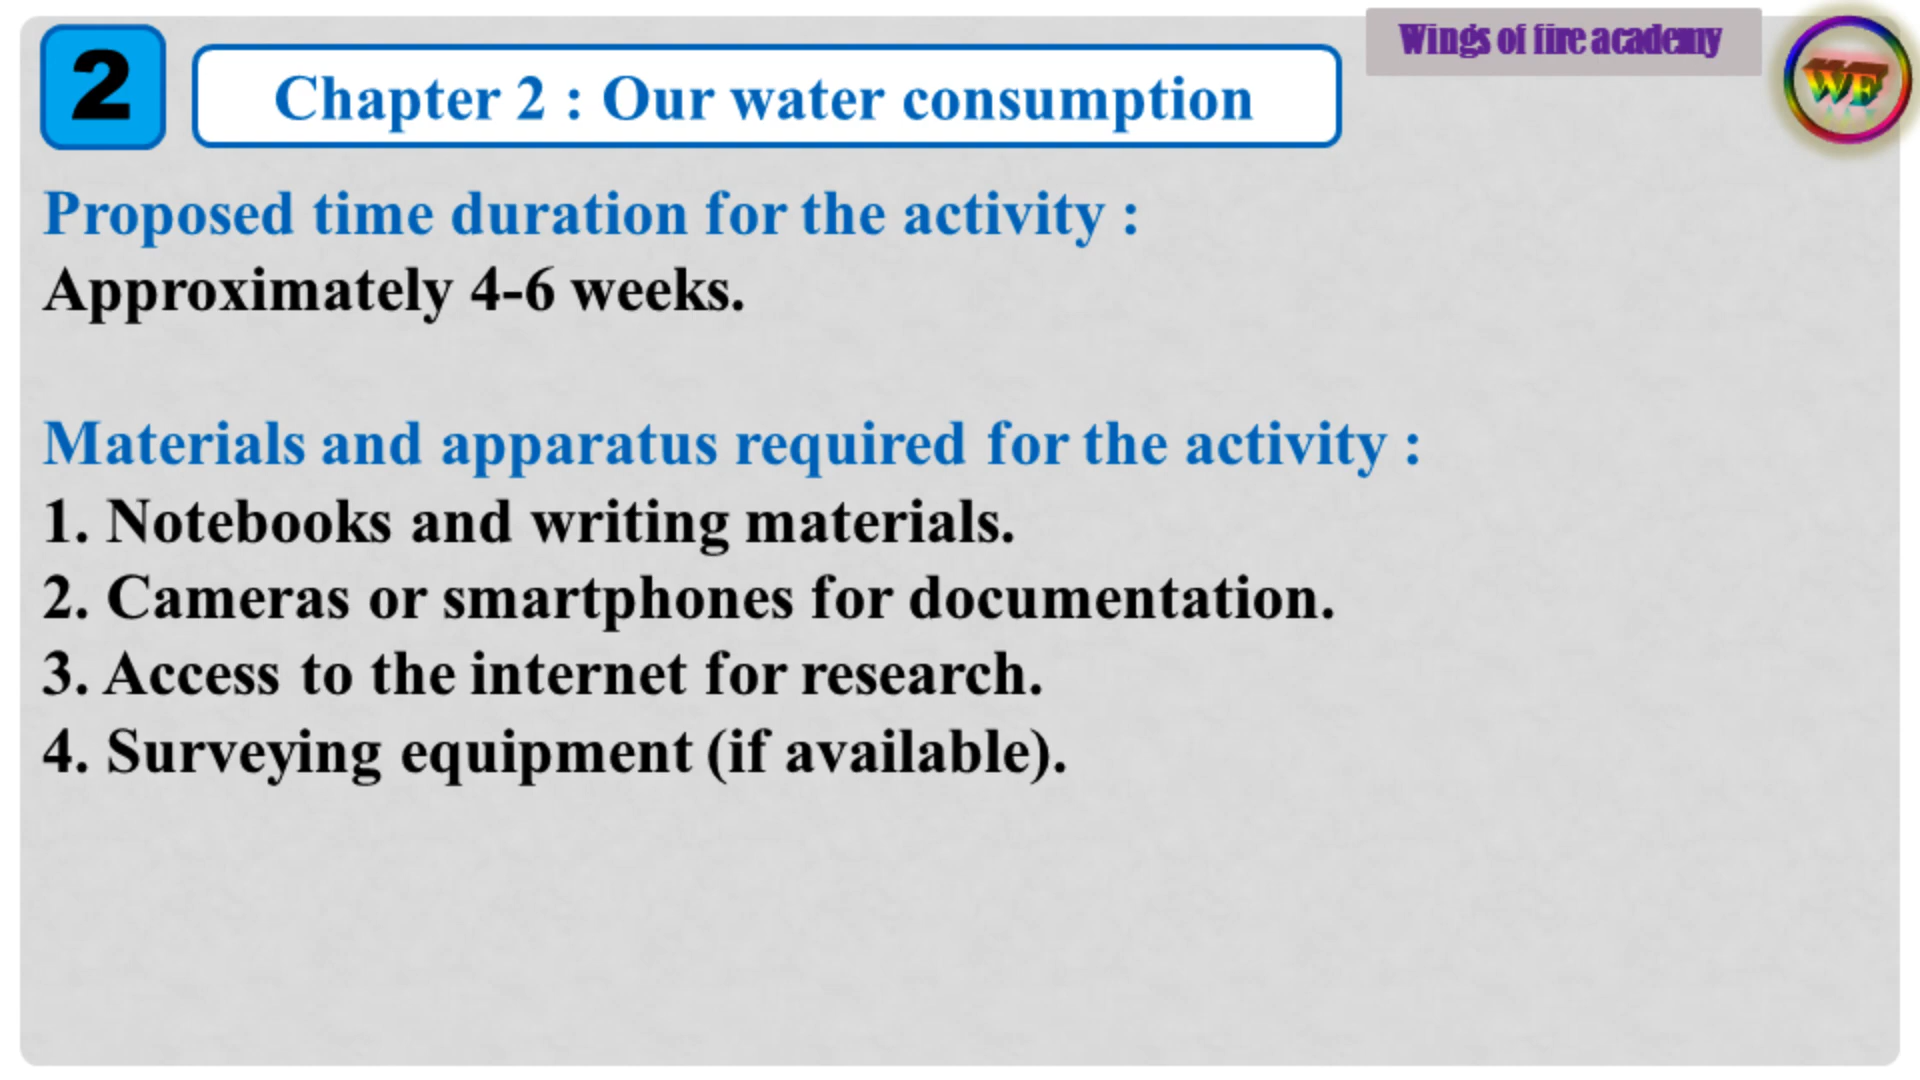 2
Chapter 2 : Our water consumption
Wings of fire academy
WF
Proposed time duration for the activity :
Approximately 4-6 weeks.
Materials and apparatus required for the activity :
1. Notebooks and writing materials.
2. Cameras or smartphones for documentation.
3. Access to the internet for research.
4. Surveying equipment (if available).